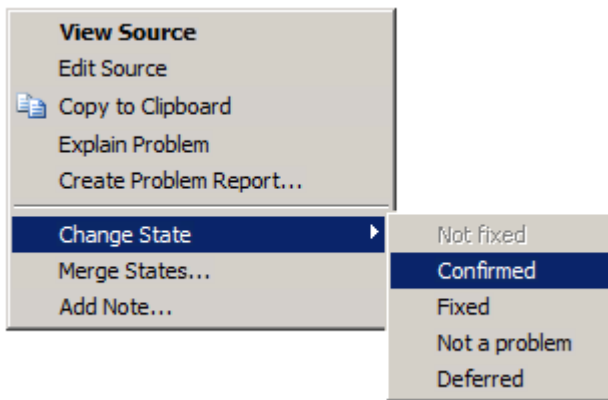 View Source
Edit Source
Copy to Clipboard
Explain Problem
Create Problem Report...
Change State
Merge States...
Add Note...
Not fixed
Confirmed
Fixed
Not a problem
Deferred